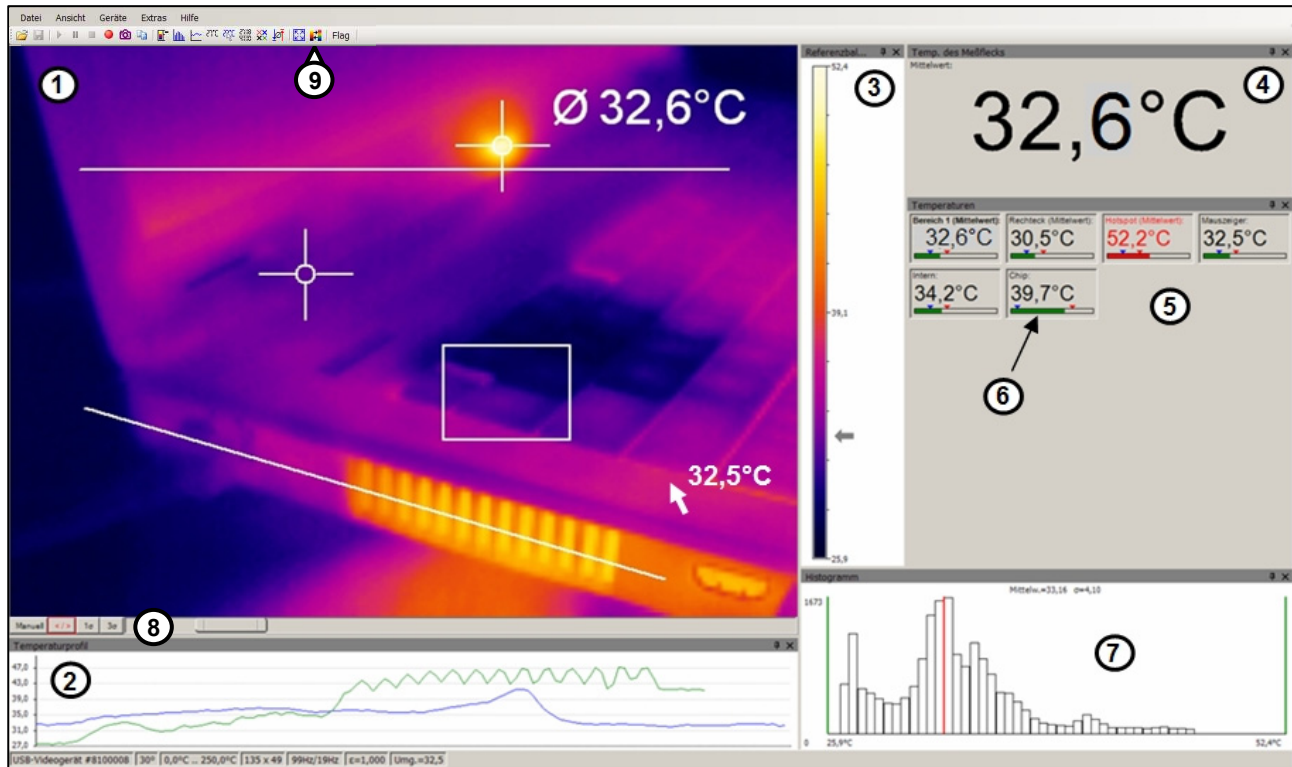 Datei Ansicht Geräte Extras Hilfe
Flag
1
9
Ø 32,6°C
32,5°C
Referenzbal...
52,4
3
39,1
25,9
Temp. des Meßflecks
Mittelwert:
4
32,6°C
Temperaturen
Bereich 1 (Mittelwert): Rechteck (Mittelwert): Hotspot (Mittelwert): Mauszeiger:
32,6°C 30,5°C 52,2°C 32,5°C
Intern: Chip:
34,2°C 39,7°C
5
6
Manuell < / > 1σ 3σ
8
Temperaturprofil
2
47,0
43,0
39,0
35,0
31,0
27,0
Histogramm
Mittelw.=33,16 σ=4,10
1673
7
0 25,9°C 52,4°C
USB-Videogerät #8100008 30° 0,0°C ... 250,0°C 135 x 49 99Hz/19Hz ε=1,000 Umg.=32,5